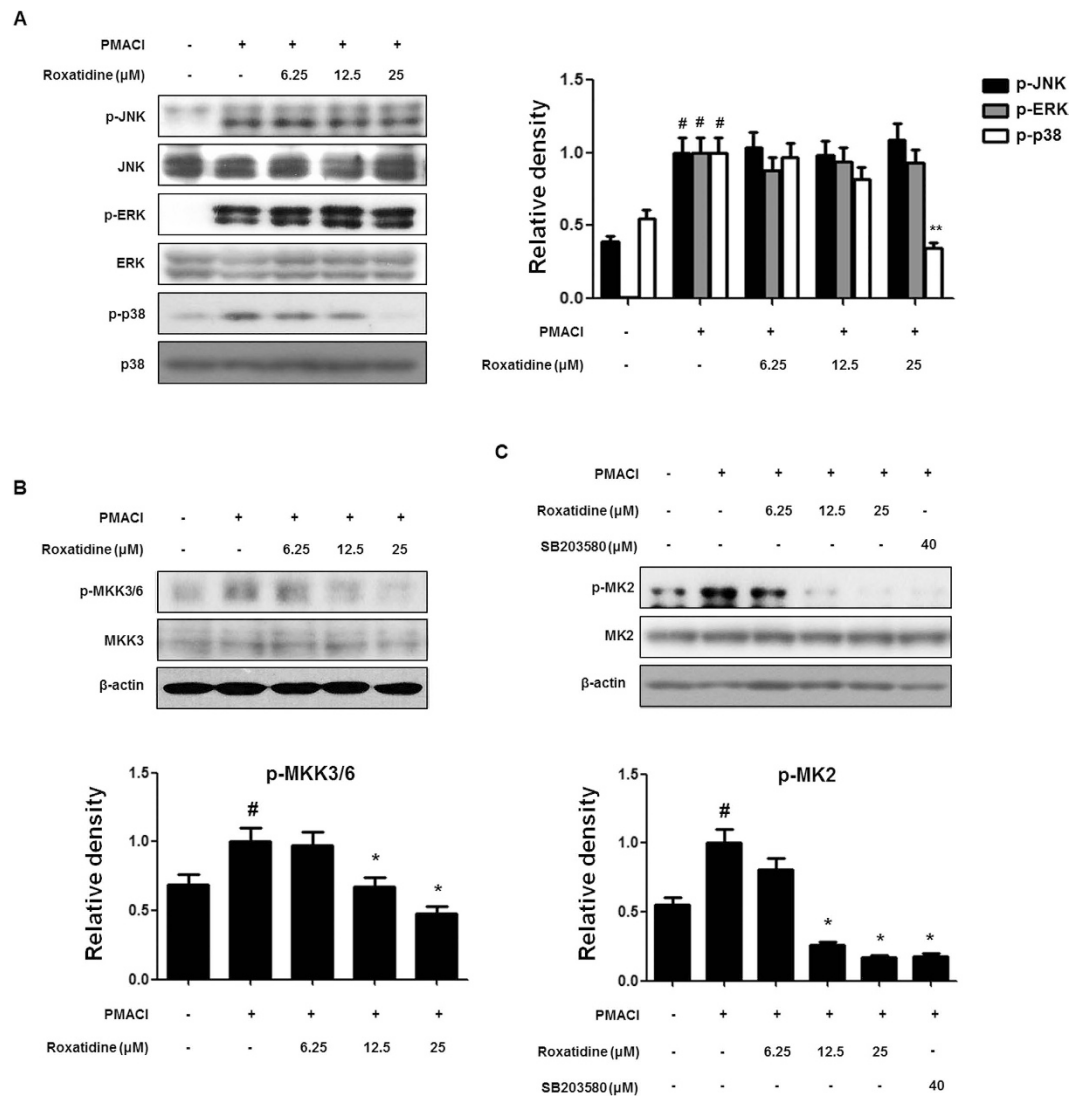 A
PMACI - + + + +
Roxatidine (µM) - - 6.25 12.5 25
p-JNK
JNK
p-ERK
ERK
p-p38
p38
1.5
1.0
0.5
0.0
Relative density
# # #
**
p-JNK
p-ERK
p-p38
PMACI - + + + +
Roxatidine (µM) - - 6.25 12.5 25
B
PMACI - + + + +
Roxatidine (µM) - - 6.25 12.5 25
p-MKK3/6
MKK3
β-actin
p-MKK3/6
1.5
1.0
0.5
0.0
Relative density
#
*
*
PMACI - + + + +
Roxatidine (µM) - - 6.25 12.5 25
C
PMACI - + + + + +
Roxatidine (µM) - - 6.25 12.5 25 -
SB203580 (µM) - - - - - 40
p-MK2
MK2
β-actin
p-MK2
1.5
1.0
0.5
0.0
Relative density
#
* * *
PMACI - + + + + +
Roxatidine (µM) - - 6.25 12.5 25 -
SB203580 (µM) - - - - - 40